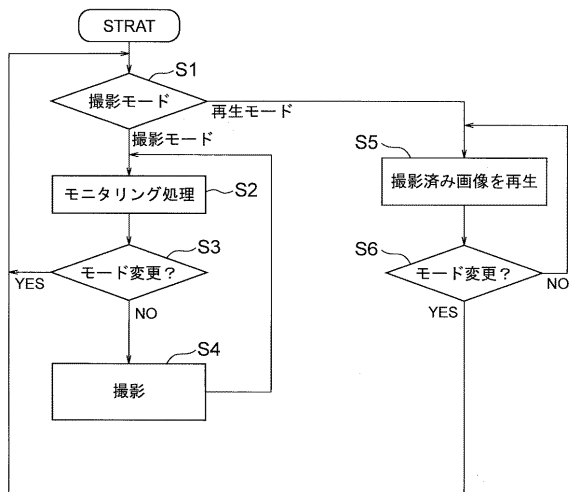 STRAT
S1
撮影モード
再生モード
撮影モード
S2
モニタリング処理
S3
モード変更？
YES
NO
S4
撮影
S5
撮影済み画像を再生
S6
モード変更？
NO
YES